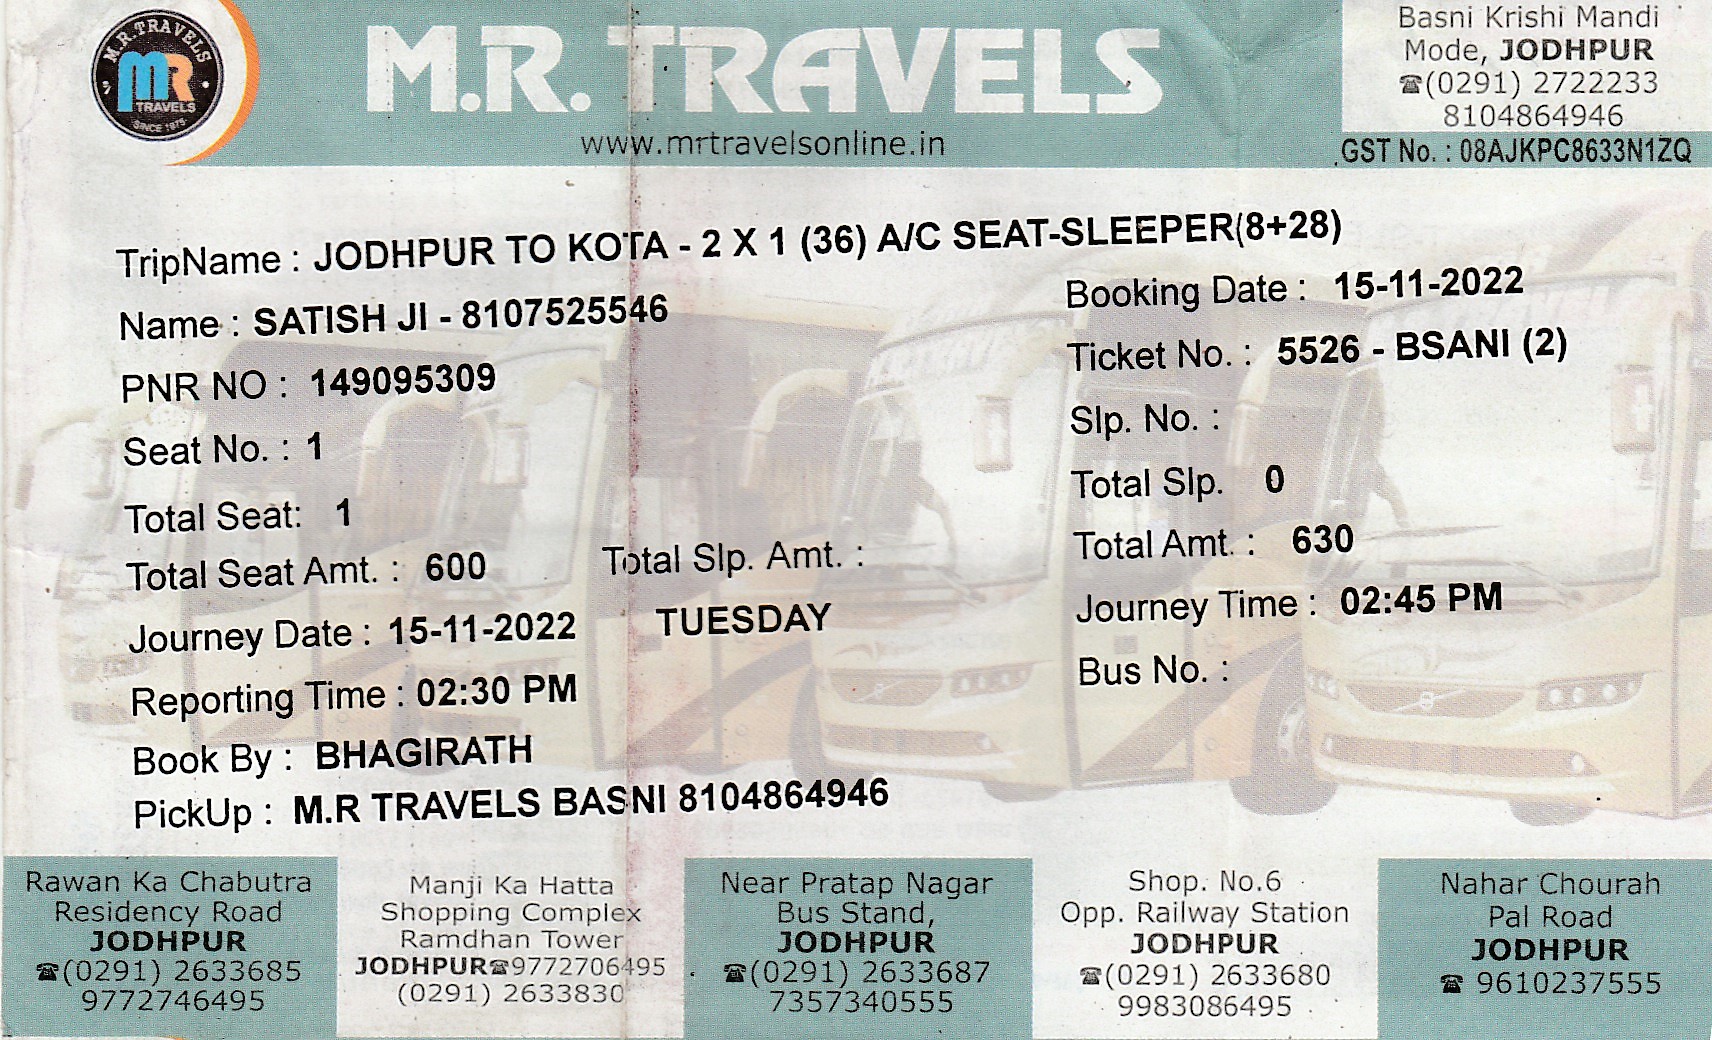 M.R.TRAVELS
MR
TRAVELS
SINCE 1975
M.R. TRAVELS
www.mrtravelsonline.in
Basni Krishi Mandi
Mode, JODHPUR
☎(0291) 2722233
8104864946
GST No. : 08AJKPC8633N1ZQ
TripName : JODHPUR TO KOTA - 2 X 1 (36) A/C SEAT-SLEEPER(8+28)
Name : SATISH JI - 8107525546
Booking Date : 15-11-2022
PNR NO : 149095309
Ticket No. : 5526 - BSANI (2)
Seat No. : 1
Slp. No. :
Total Seat: 1
Total Slp. 0
Total Seat Amt. : 600
Total Slp. Amt. :
Total Amt. : 630
Journey Date : 15-11-2022 TUESDAY
Journey Time : 02:45 PM
Reporting Time : 02:30 PM
Bus No. :
Book By : BHAGIRATH
PickUp : M.R TRAVELS BASNI 8104864946
Rawan Ka Chabutra
Residency Road
JODHPUR
☎(0291) 2633685
9772746495
Manji Ka Hatta
Shopping Complex
Ramdhan Tower
JODHPUR☎9772706495
(0291) 2633830
Near Pratap Nagar
Bus Stand,
JODHPUR
☎(0291) 2633687
7357340555
Shop. No.6
Opp. Railway Station
JODHPUR
☎(0291) 2633680
9983086495
Nahar Chourah
Pal Road
JODHPUR
☎ 9610237555